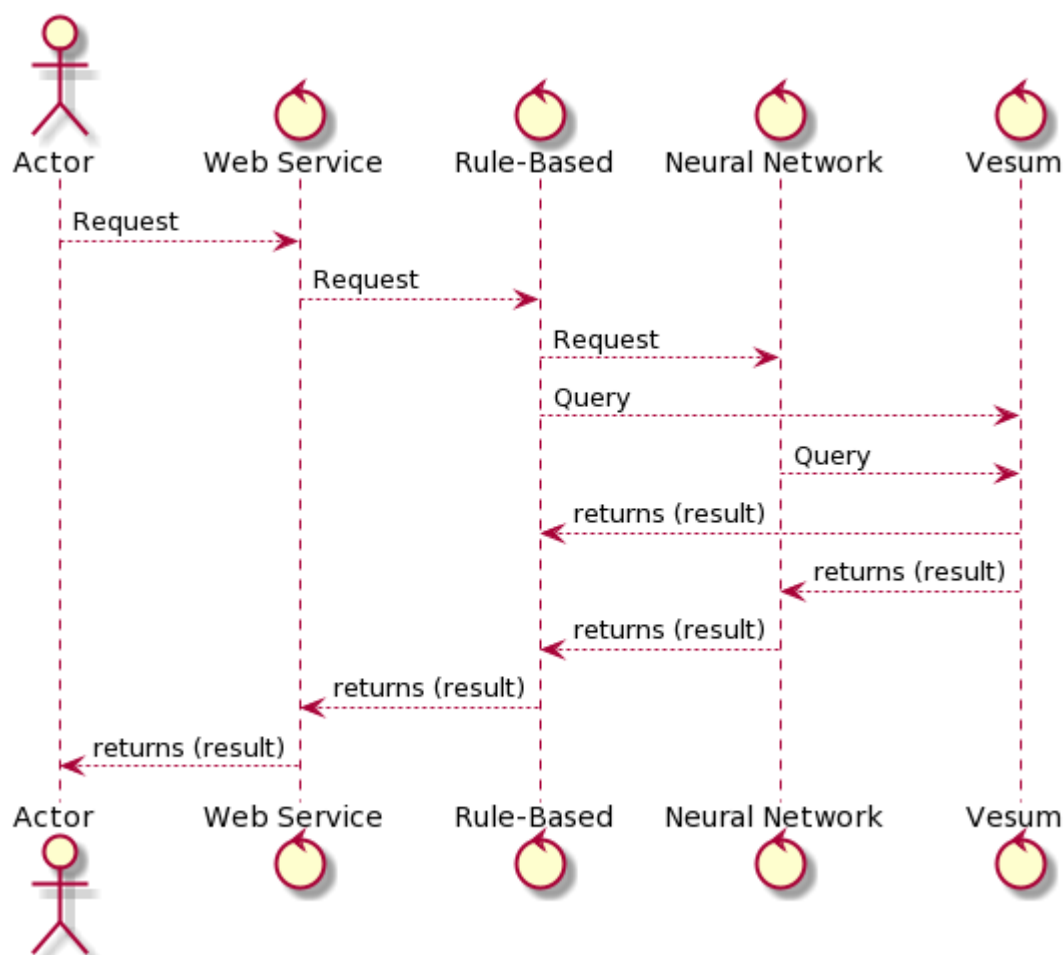 Actor
Web Service
Rule-Based
Neural Network
Vesum
Request
Request
Request
Query
Query
returns (result)
returns (result)
returns (result)
returns (result)
returns (result)
Actor
Web Service
Rule-Based
Neural Network
Vesum